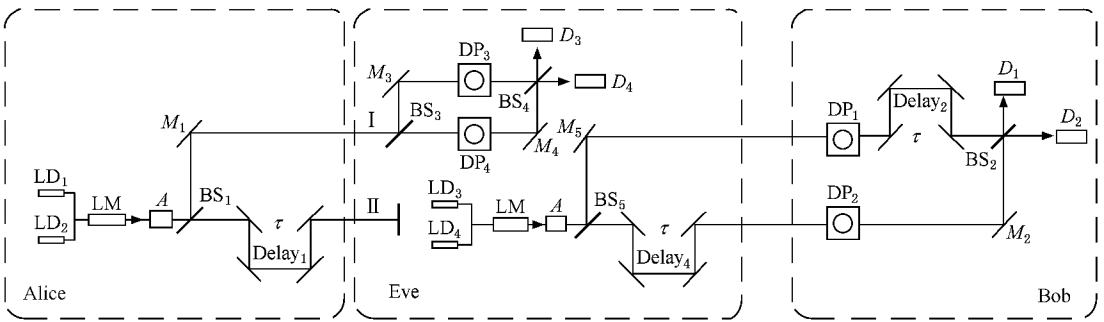 Alice
LD1
LD2
LM
A
BS1
M1
τ
Delay1
I
II
Eve
M3
BS3
DP3
DP4
BS4
M4
D3
D4
LD3
LD4
LM
A
BS5
M5
τ
Delay4
Bob
DP1
DP2
Delay2
τ
BS2
M2
D1
D2